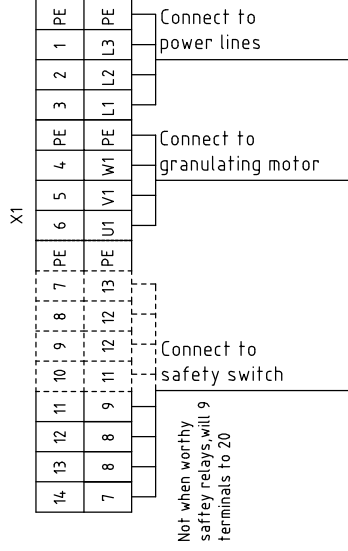 X1
PE PE
1 L3
2 L2
3 L1
PE PE
4 W1
5 V1
6 U1
PE PE
7 13
8 12
9 12
10 11
11 9
12 8
13 8
14 7
Connect to
power lines
Connect to
granulating motor
Connect to
safety switch
Not when worthy
saftey relays,will 9
terminals to 20